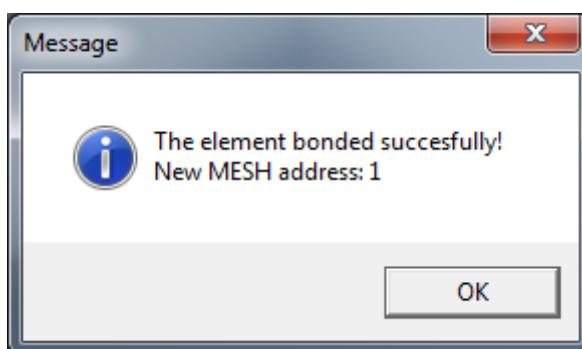 Message
The element bonded succesfully!
New MESH address: 1
OK